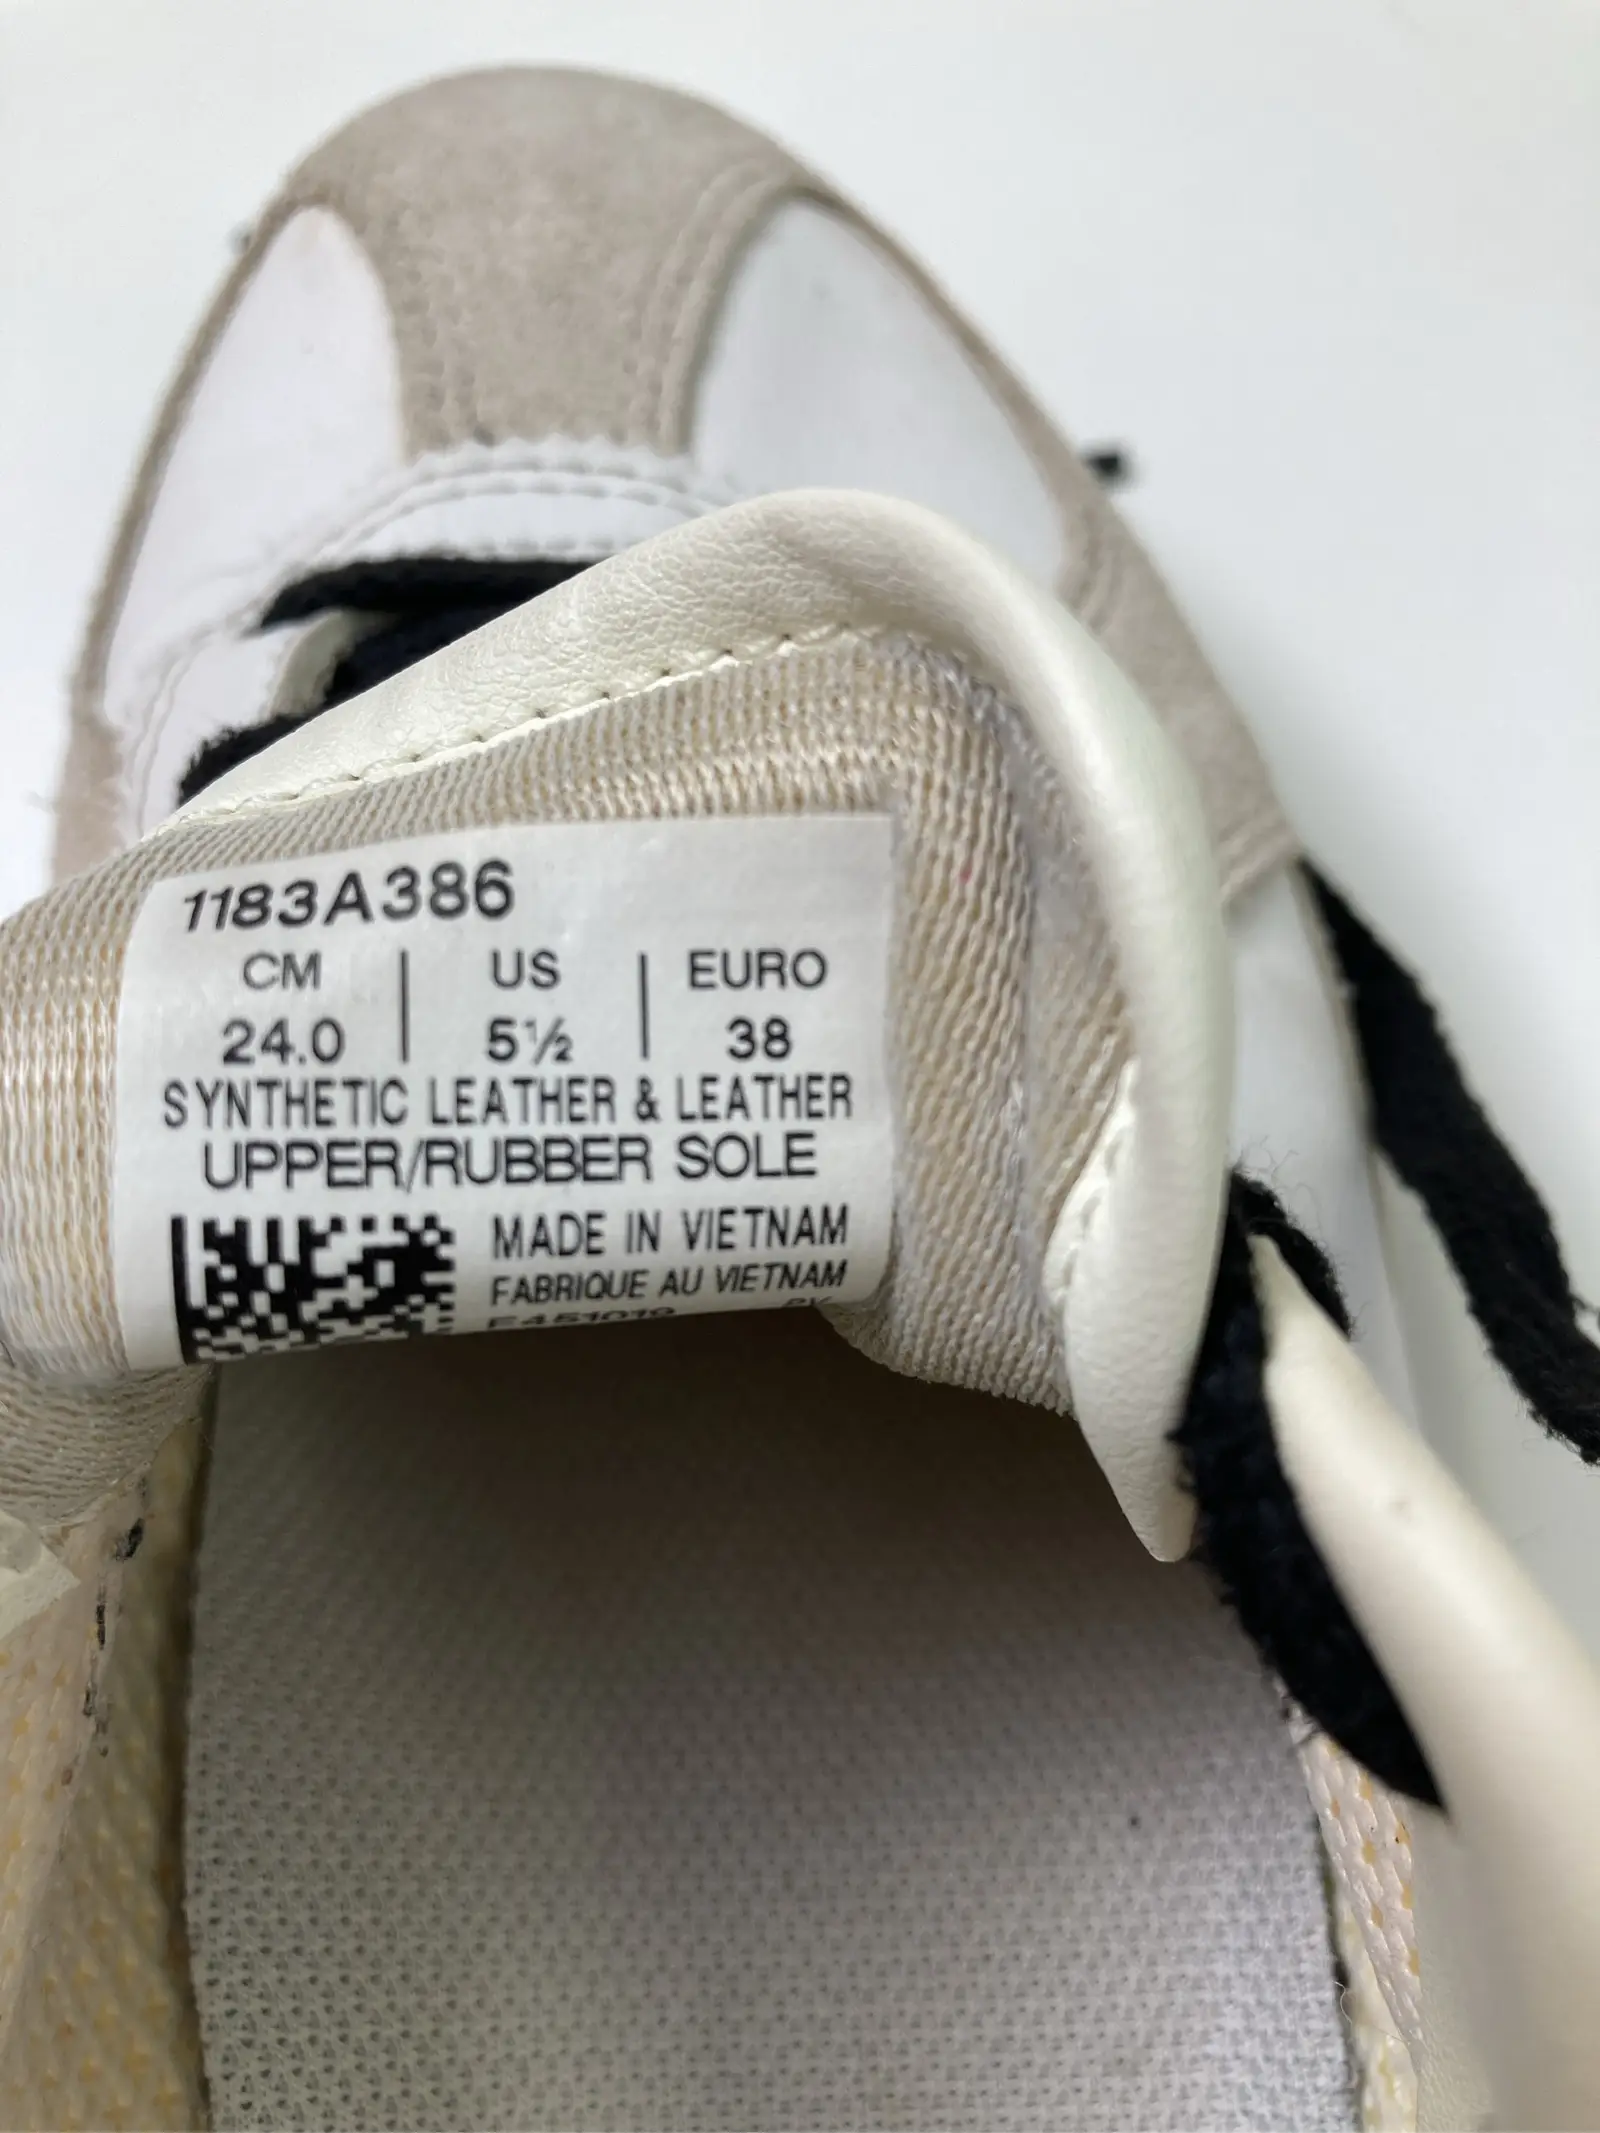 1183A386
CM | US | EURO
24.0 | 5½ | 38
SYNTHETIC LEATHER & LEATHER
UPPER/RUBBER SOLE
MADE IN VIETNAM
FABRIQUE AU VIETNAM